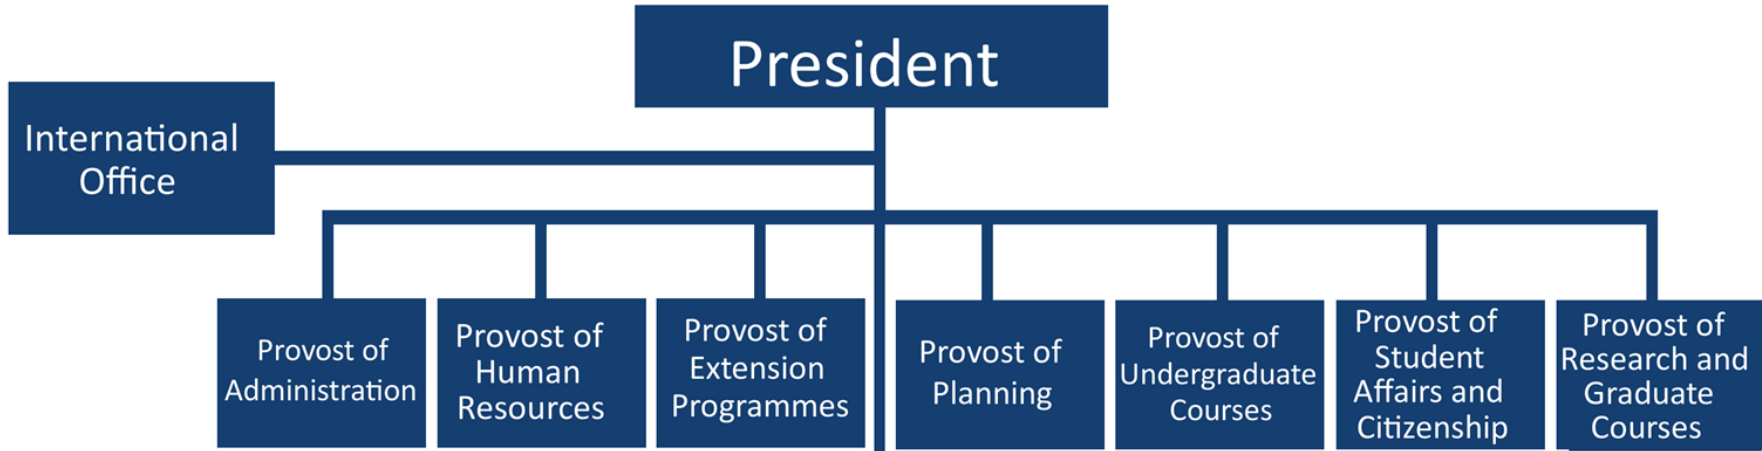 President
International
Office
Provost of
Administration
Provost of
Human
Resources
Provost of
Extension
Programmes
Provost of
Planning
Provost of
Undergraduate
Courses
Provost of
Student
Affairs and
Citizenship
Provost of
Research and
Graduate
Courses